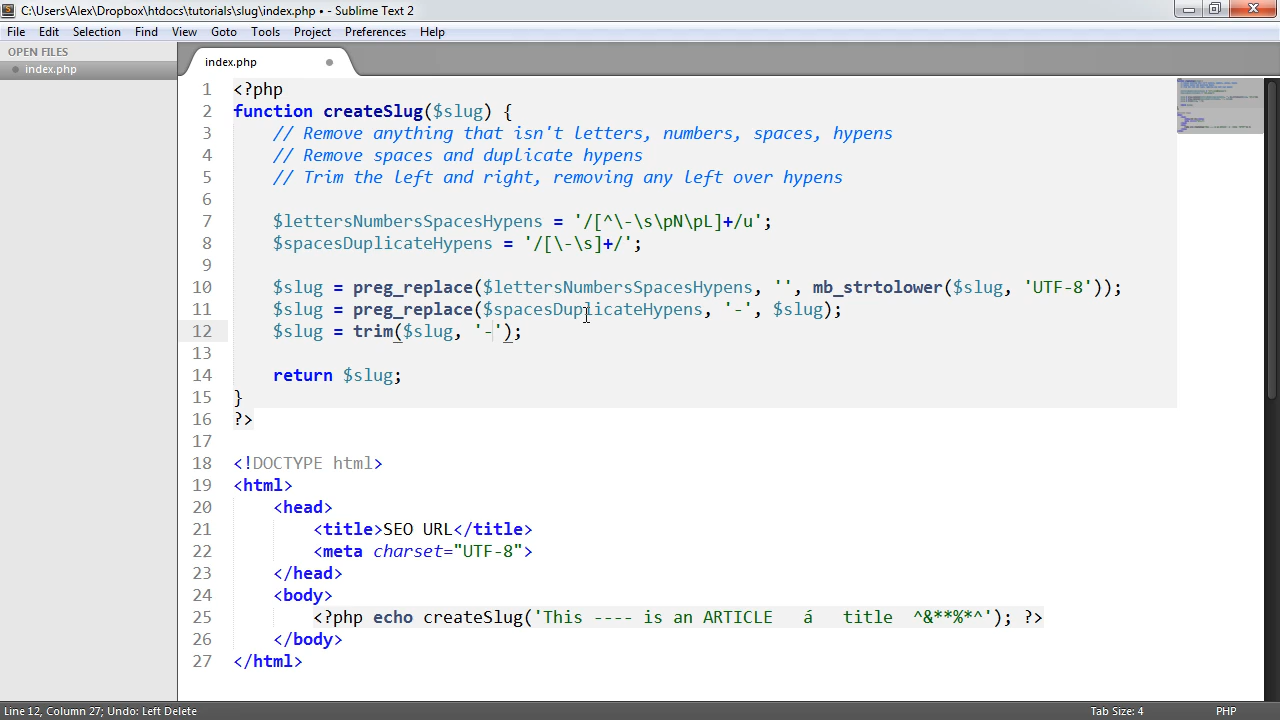 C:\Users\Alex\Dropbox\htdocs\tutorials\slug\index.php • - Sublime Text 2
File Edit Selection Find View Goto Tools Project Preferences Help
OPEN FILES
index.php
index.php
1 <?php
2 function createSlug($slug) {
3 // Remove anything that isn't letters, numbers, spaces, hypens
4 // Remove spaces and duplicate hypens
5 // Trim the left and right, removing any left over hypens
6
7 $lettersNumbersSpacesHypens = '/[^\-\s\pN\pL]+/u';
8 $spacesDuplicateHypens = '/[\-\s]+/';
9
10 $slug = preg_replace($lettersNumbersSpacesHypens, '', mb_strtolower($slug, 'UTF-8'));
11 $slug = preg_replace($spacesDuplicateHypens, '-', $slug);
12 $slug = trim($slug, '-');
13
14 return $slug;
15 }
16 ?>
17
18 <!DOCTYPE html>
19 <html>
20 <head>
21 <title>SEO URL</title>
22 <meta charset="UTF-8">
23 </head>
24 <body>
25 <?php echo createSlug('This ---- is an ARTICLE   á   title  ^&**%*^'); ?>
26 </body>
27 </html>
Line 12, Column 27; Undo: Left Delete
Tab Size: 4
PHP